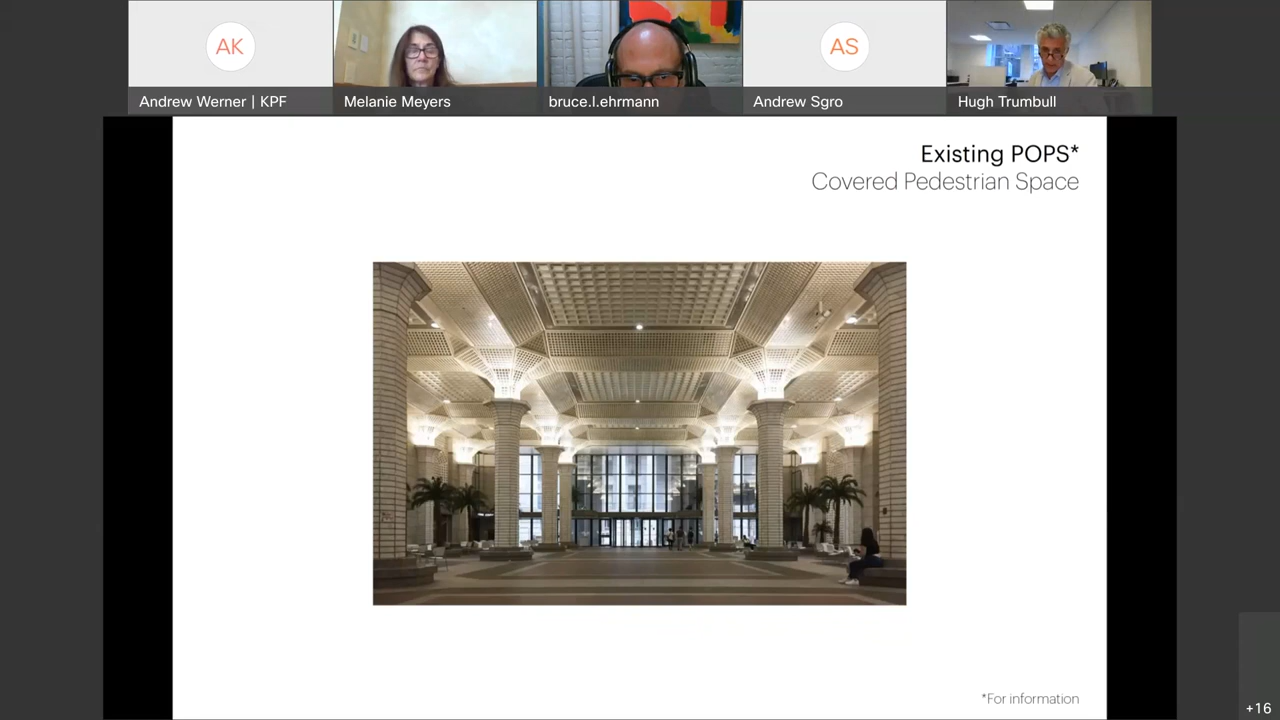 AK
AS
Andrew Werner | KPF
Melanie Meyers
bruce.l.ehrmann
Andrew Sgro
Hugh Trumbull
Existing POPS*
Covered Pedestrian Space
*For information
+16